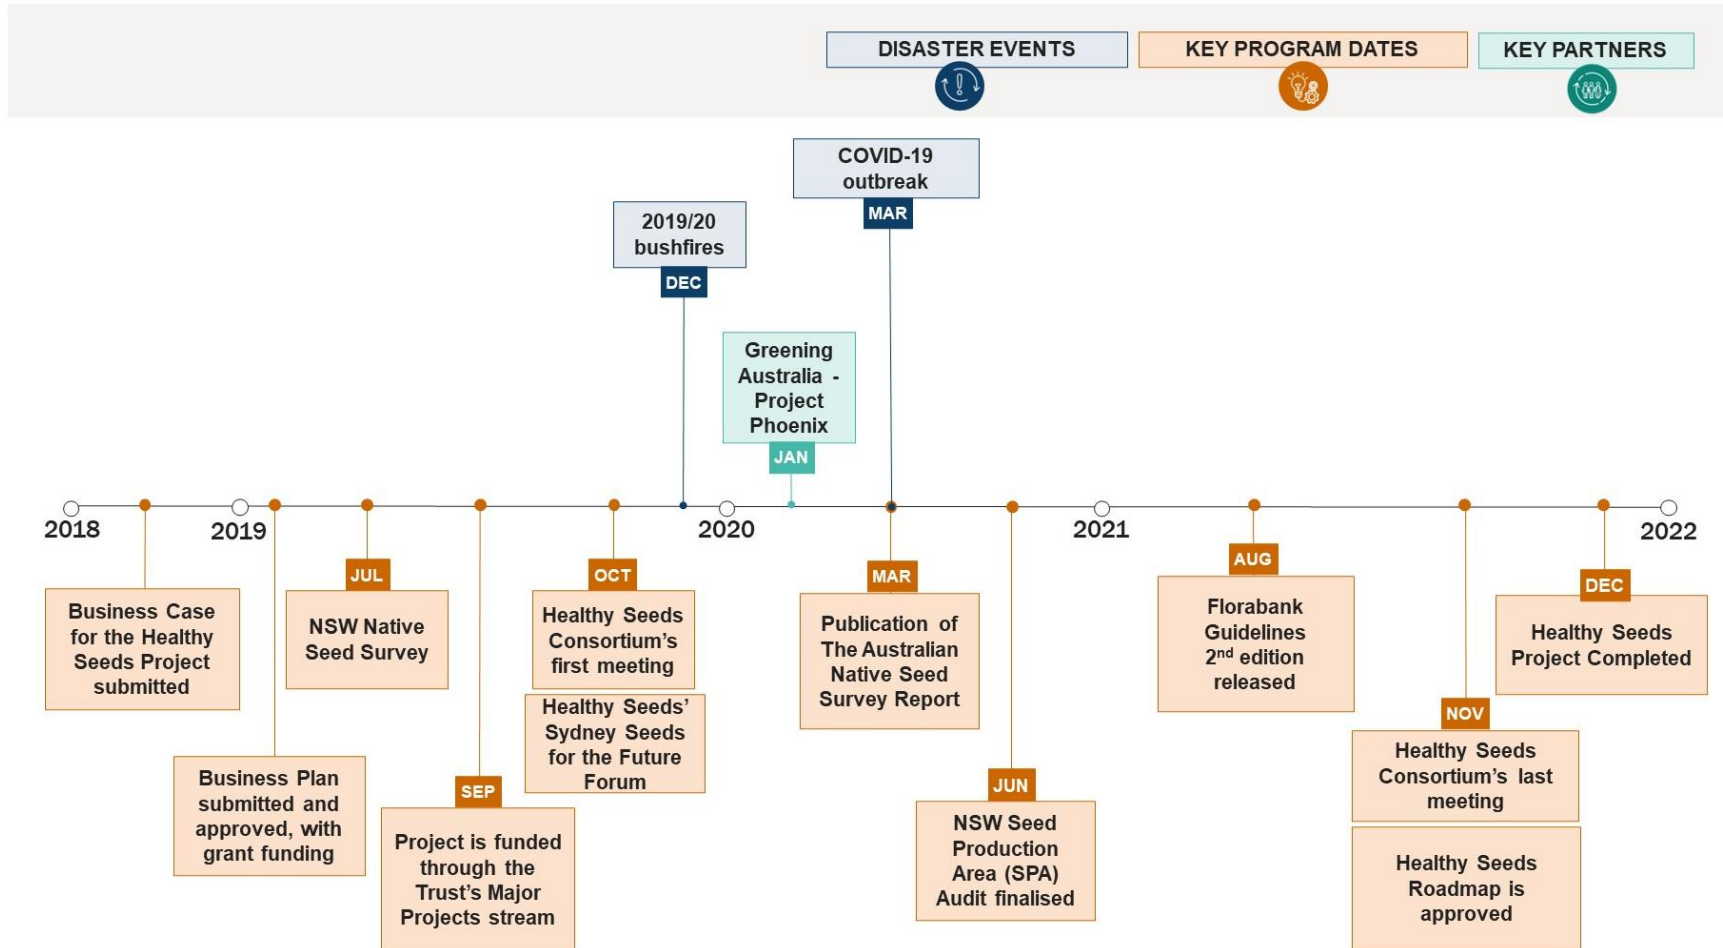 DISASTER EVENTS
KEY PROGRAM DATES
KEY PARTNERS
COVID-19
outbreak
MAR
2019/20
bushfires
DEC
Greening
Australia -
Project
Phoenix
JAN
2018
2019
2020
2021
2022
Business Case
for the Healthy
Seeds Project
submitted
Business Plan
submitted and
approved, with
grant funding
JUL
NSW Native
Seed Survey
SEP
Project is funded
through the
Trust's Major
Projects stream
OCT
Healthy Seeds
Consortium's
first meeting
Healthy Seeds'
Sydney Seeds
for the Future
Forum
MAR
Publication of
The Australian
Native Seed
Survey Report
JUN
NSW Seed
Production
Area (SPA)
Audit finalised
AUG
Florabank
Guidelines
2nd edition
released
NOV
Healthy Seeds
Consortium's last
meeting
Healthy Seeds
Roadmap is
approved
DEC
Healthy Seeds
Project Completed